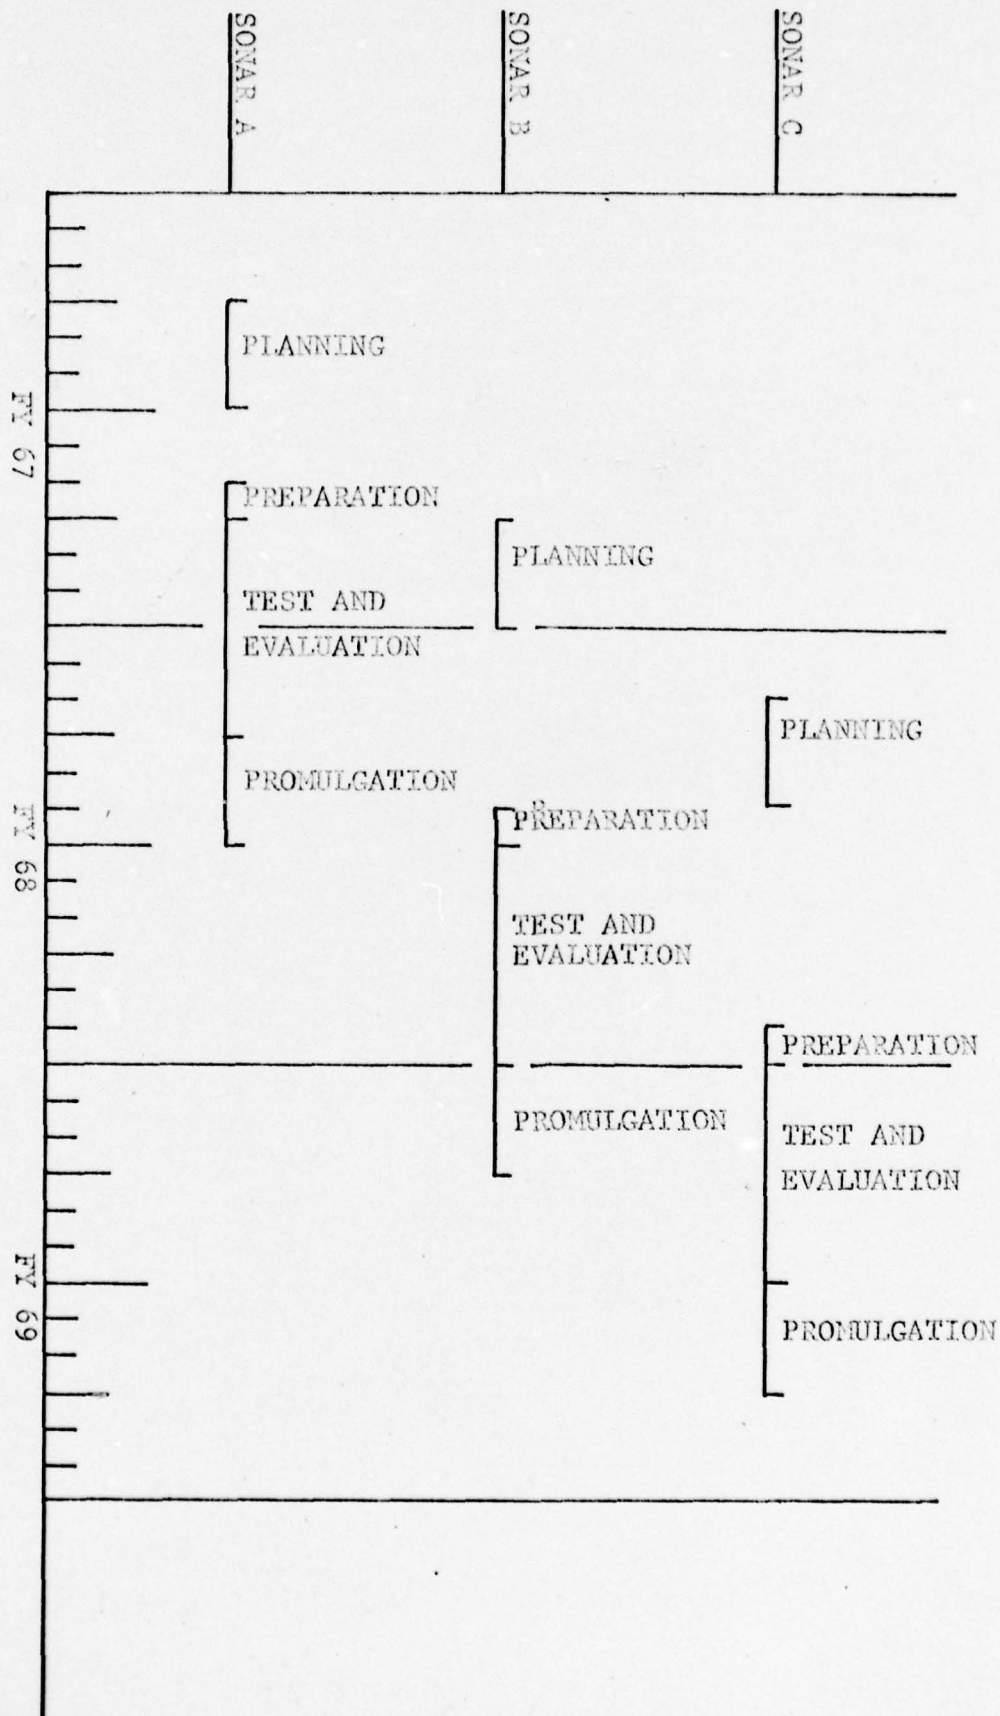 SONAR A
SONAR B
SONAR C
PLANNING
FY 67
PREPARATION
PLANNING
TEST AND
EVALUATION
PLANNING
PROMULGATION
PREPARATION
FY 68
TEST AND
EVALUATION
PREPARATION
PROMULGATION
TEST AND
EVALUATION
FY 69
PROMULGATION